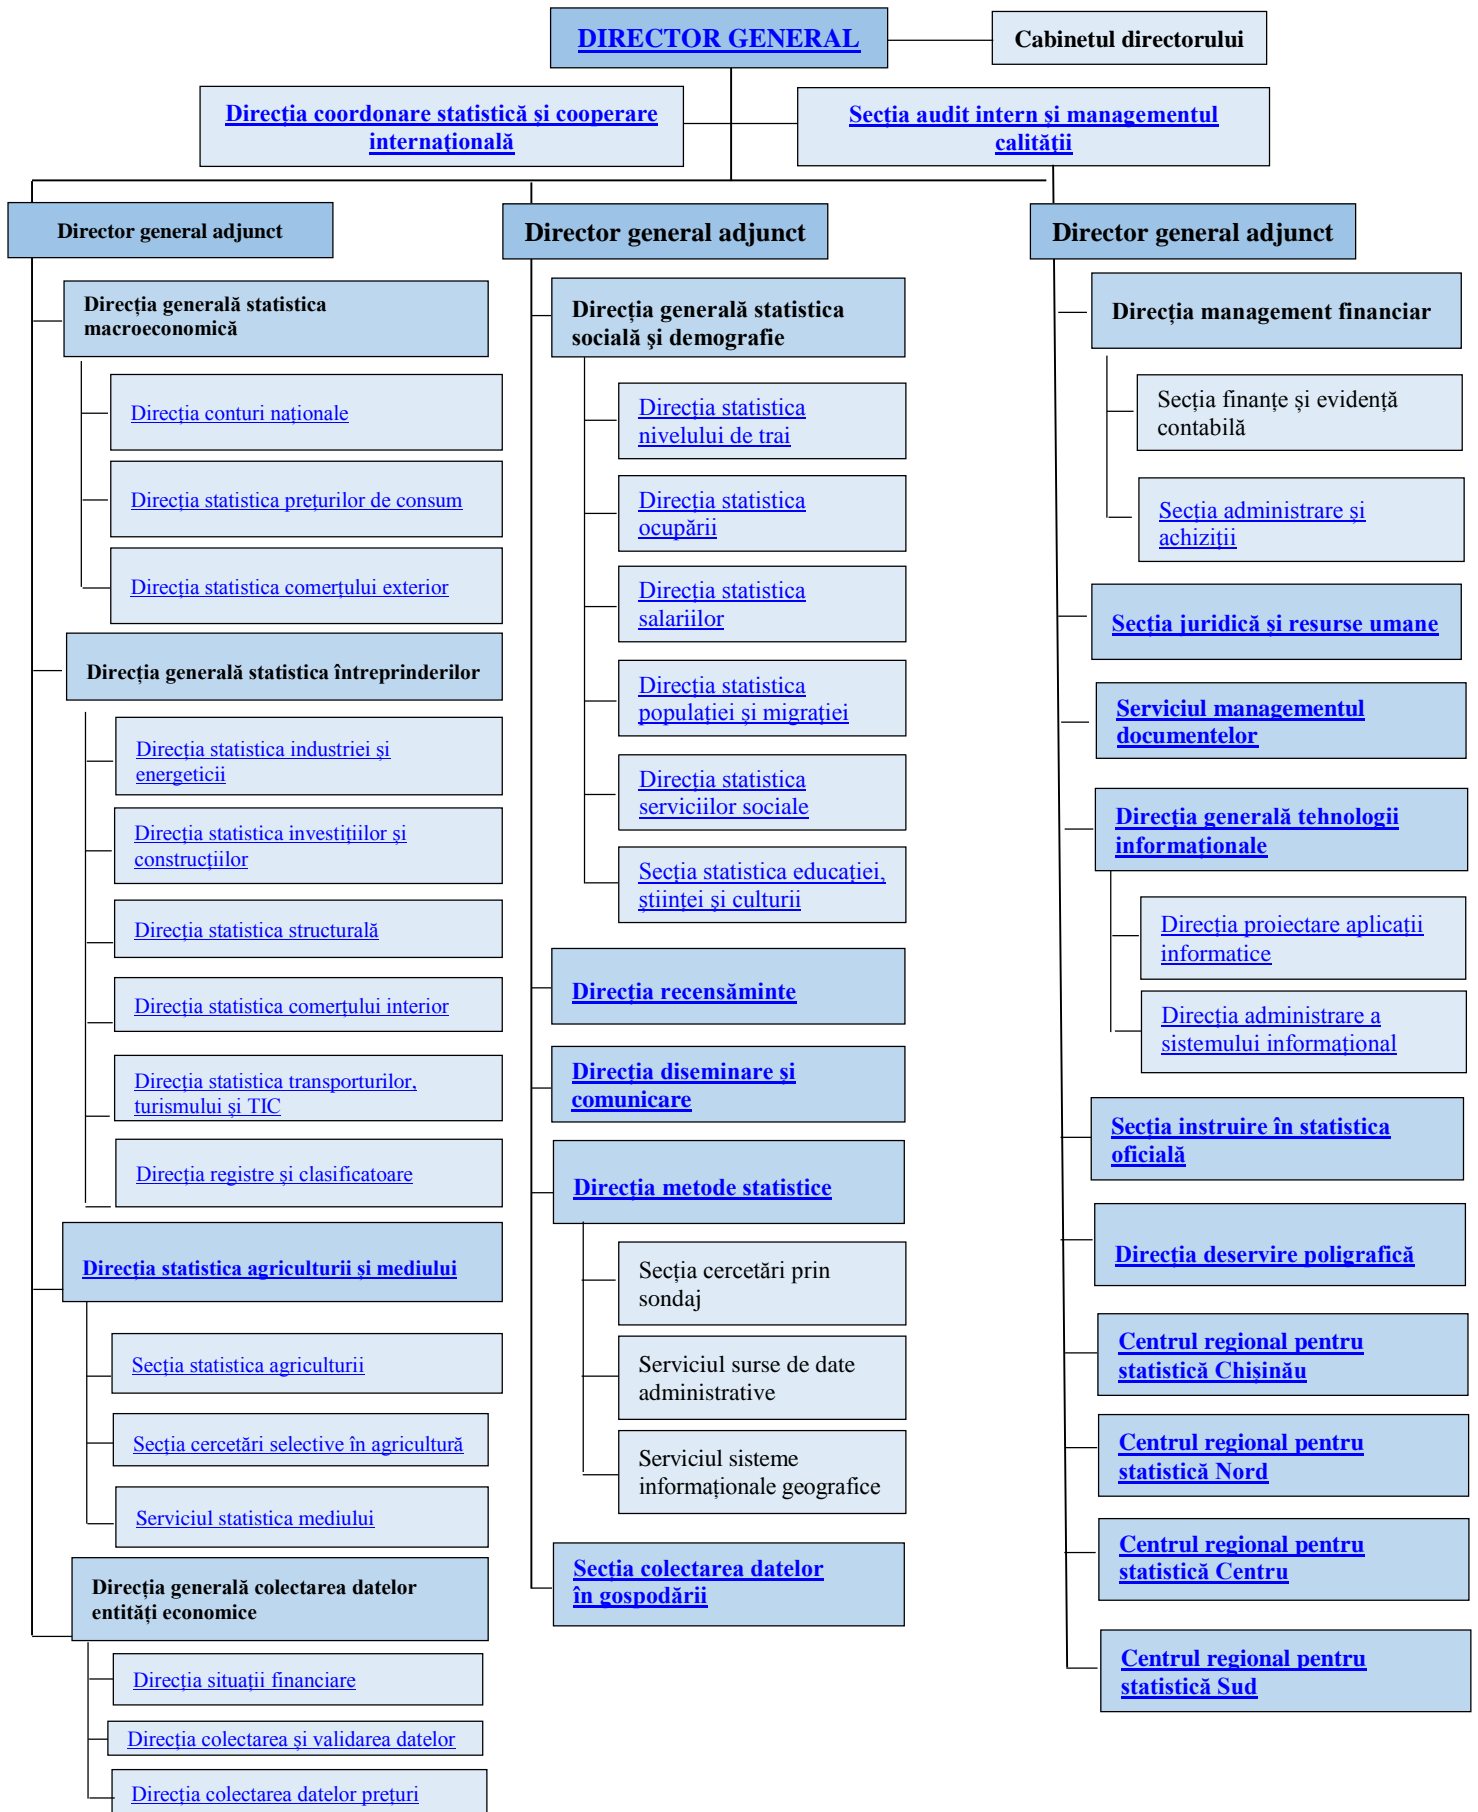 DIRECTOR GENERAL
Cabinetul directorului
Direcția coordonare statistică și cooperare
internațională
Secția audit intern și managementul
calității
Director general adjunct
Direcția generală statistica
macroeconomică
Direcția conturi naționale
Direcția statistica prețurilor de consum
Direcția statistica comerțului exterior
Direcția generală statistica întreprinderilor
Direcția statistica industriei și
energeticii
Direcția statistica investițiilor și
construcțiilor
Direcția statistica structurală
Direcția statistica comerțului interior
Direcția statistica transporturilor,
turismului și TIC
Direcția registre și clasificatoare
Direcția statistica agriculturii și mediului
Secția statistica agriculturii
Secția cercetări selective în agricultură
Serviciul statistica mediului
Direcția generală colectarea datelor
entități economice
Direcția situații financiare
Direcția colectarea și validarea datelor
Direcția colectarea datelor prețuri
Director general adjunct
Direcția generală statistica
socială și demografie
Direcția statistica
nivelului de trai
Direcția statistica
ocupării
Direcția statistica
salariilor
Direcția statistica
populației și migrației
Direcția statistica
serviciilor sociale
Secția statistica educației,
științei și culturii
Direcția recensăminte
Direcția diseminare și
comunicare
Direcția metode statistice
Secția cercetări prin
sondaj
Serviciul surse de date
administrative
Serviciul sisteme
informaționale geografice
Secția colectarea datelor
în gospodării
Director general adjunct
Direcția management financiar
Secția finanțe și evidență
contabilă
Secția administrare și
achiziții
Secția juridică și resurse umane
Serviciul managementul
documentelor
Direcția generală tehnologii
informaționale
Direcția proiectare aplicații
informatice
Direcția administrare a
sistemului informațional
Secția instruire în statistica
oficială
Direcția deservire poligrafică
Centrul regional pentru
statistică Chișinău
Centrul regional pentru
statistică Nord
Centrul regional pentru
statistică Centru
Centrul regional pentru
statistică Sud